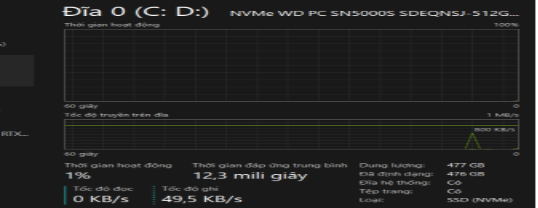 Đĩa 0 (C: D:) NVMe WD PC SN5000S SDEQNSJ-512G...
Thời gian hoạt động 100%
60 giây 0
Tốc độ truyền trên đĩa 1 MB/s
800 KB/s
RTX...
60 giây 0
Thời gian hoạt động Thời gian đáp ứng trung bình Dung lượng: 477 GB
1% 12,3 mili giây Đã định dạng: 476 GB
Đĩa hệ thống: Có
Tốc độ đọc Tốc độ ghi Tệp trang: Có
0 KB/s 49,5 KB/s Loại: SSD (NVMe)